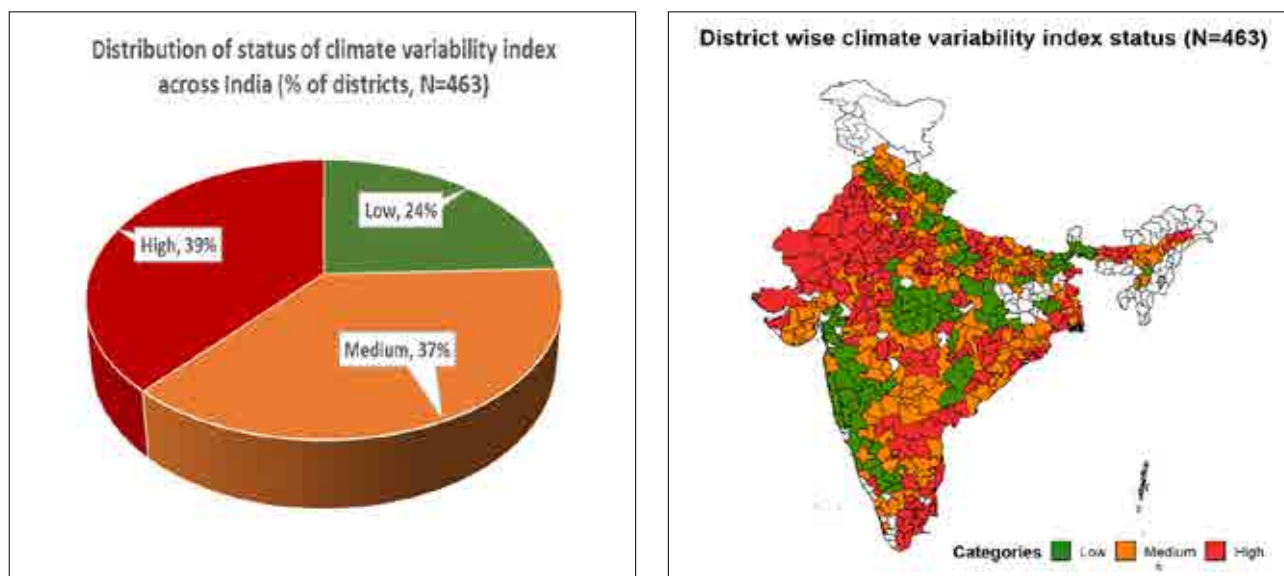 Distribution of status of climate variability index
across India (% of districts, N=463)
Low, 24%
High, 39%
Medium, 37%
District wise climate variability index status (N=463)
Categories Low Medium High